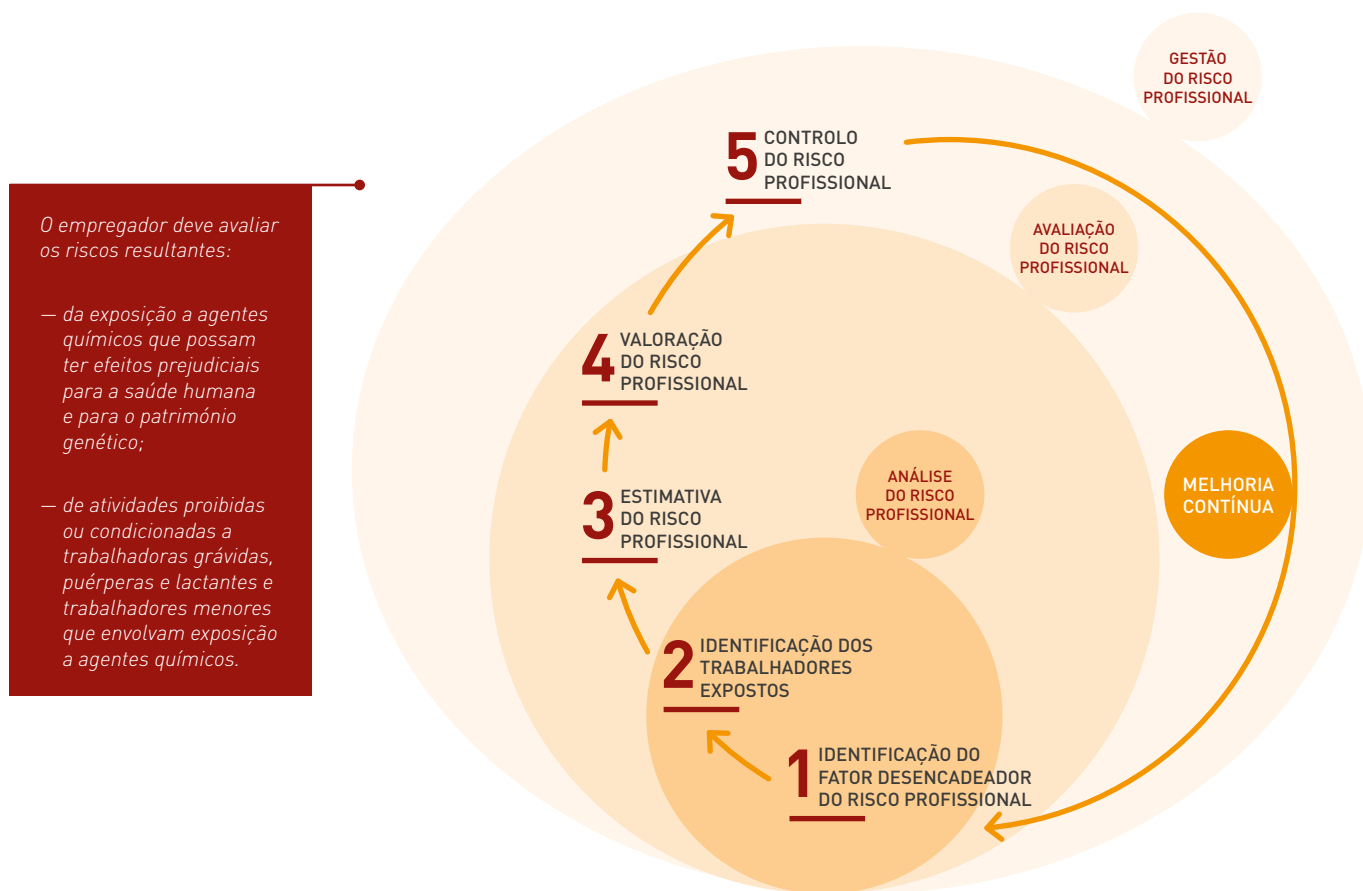 O empregador deve avaliar
os riscos resultantes:
— da exposição a agentes
químicos que possam
ter efeitos prejudiciais
para a saúde humana
e para o património
genético;
— de atividades proibidas
ou condicionadas a
trabalhadoras grávidas,
puérperas e lactantes e
trabalhadores menores
que envolvam exposição
a agentes químicos.
GESTÃO
DO RISCO
PROFISSIONAL
5 CONTROLO
DO RISCO
PROFISSIONAL
AVALIAÇÃO
DO RISCO
PROFISSIONAL
4 VALORAÇÃO
DO RISCO
PROFISSIONAL
ANÁLISE
DO RISCO
PROFISSIONAL
MELHORIA
CONTÍNUA
3 ESTIMATIVA
DO RISCO
PROFISSIONAL
2 IDENTIFICAÇÃO DOS
TRABALHADORES
EXPOSTOS
1 IDENTIFICAÇÃO DO
FATOR DESENCADEADOR
DO RISCO PROFISSIONAL